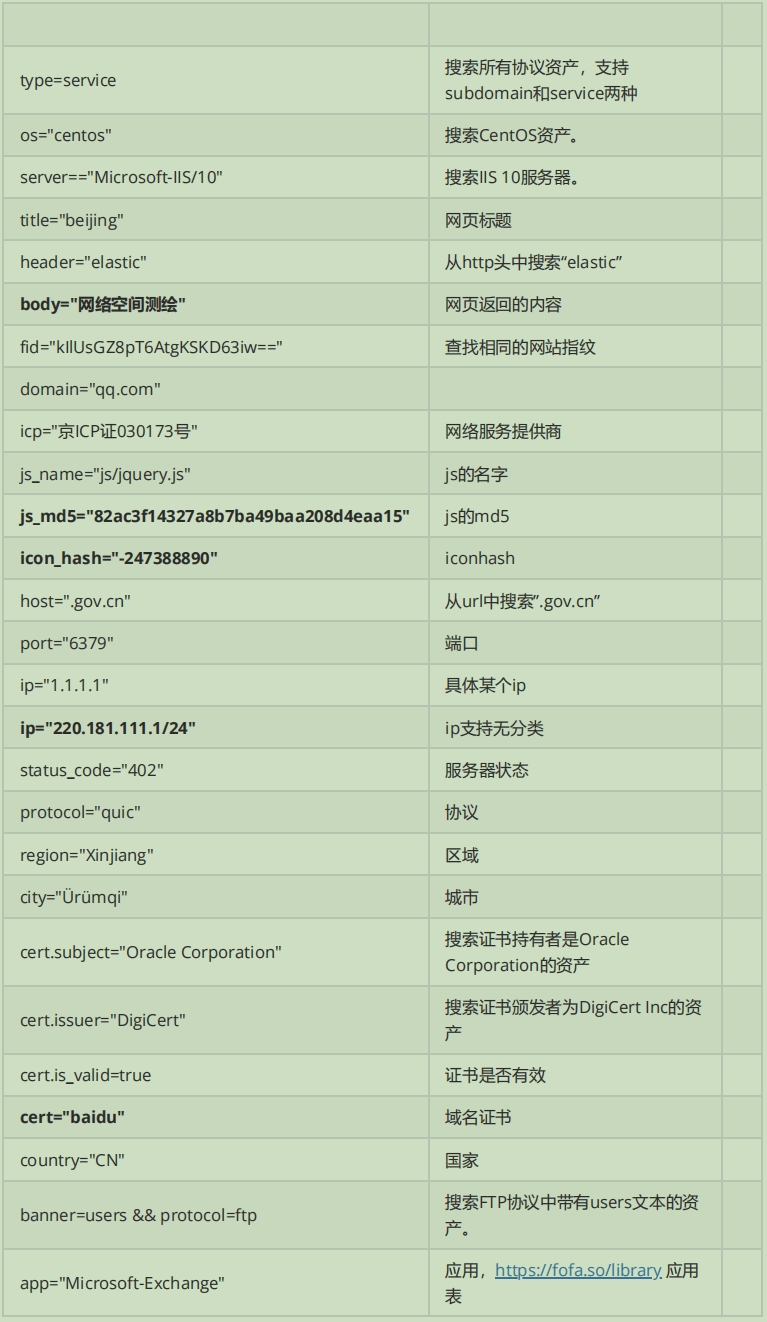 type=service
搜索所有协议资产，支持
subdomain和service两种
os="centos"
搜索CentOS资产。
server=="Microsoft-IIS/10"
搜索IIS 10服务器。
title="beijing"
网页标题
header="elastic"
从http头中搜索“elastic”
body="网络空间测绘"
网页返回的内容
fid="kIlUsGZ8pT6AtgKSKD63iw=="
查找相同的网站指纹
domain="qq.com"
icp="京ICP证030173号"
网络服务提供商
js_name="js/jquery.js"
js的名字
js_md5="82ac3f14327a8b7ba49baa208d4eaa15"
js的md5
icon_hash="-247388890"
iconhash
host=".gov.cn"
从url中搜索”.gov.cn”
port="6379"
端口
ip="1.1.1.1"
具体某个ip
ip="220.181.111.1/24"
ip支持无分类
status_code="402"
服务器状态
protocol="quic"
协议
region="Xinjiang"
区域
city="Ürümqi"
城市
cert.subject="Oracle Corporation"
搜索证书持有者是Oracle
Corporation的资产
cert.issuer="DigiCert"
搜索证书颁发者为DigiCert Inc的资
产
cert.is_valid=true
证书是否有效
cert="baidu"
域名证书
country="CN"
国家
banner=users && protocol=ftp
搜索FTP协议中带有users文本的资
产。
app="Microsoft-Exchange"
应用，https://fofa.so/library 应用
表